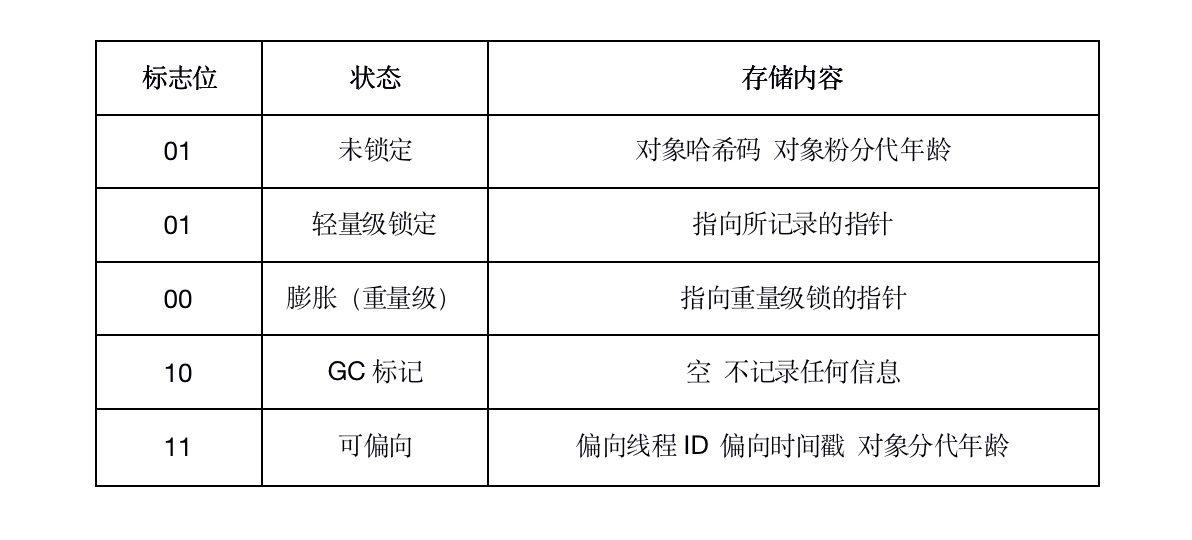 标志位 状态 存储内容
01 未锁定 对象哈希码 对象粉分代年龄
01 轻量级锁定 指向所记录的指针
00 膨胀（重量级） 指向重量级锁的指针
10 GC 标记 空 不记录任何信息
11 可偏向 偏向线程 ID 偏向时间戳 对象分代年龄